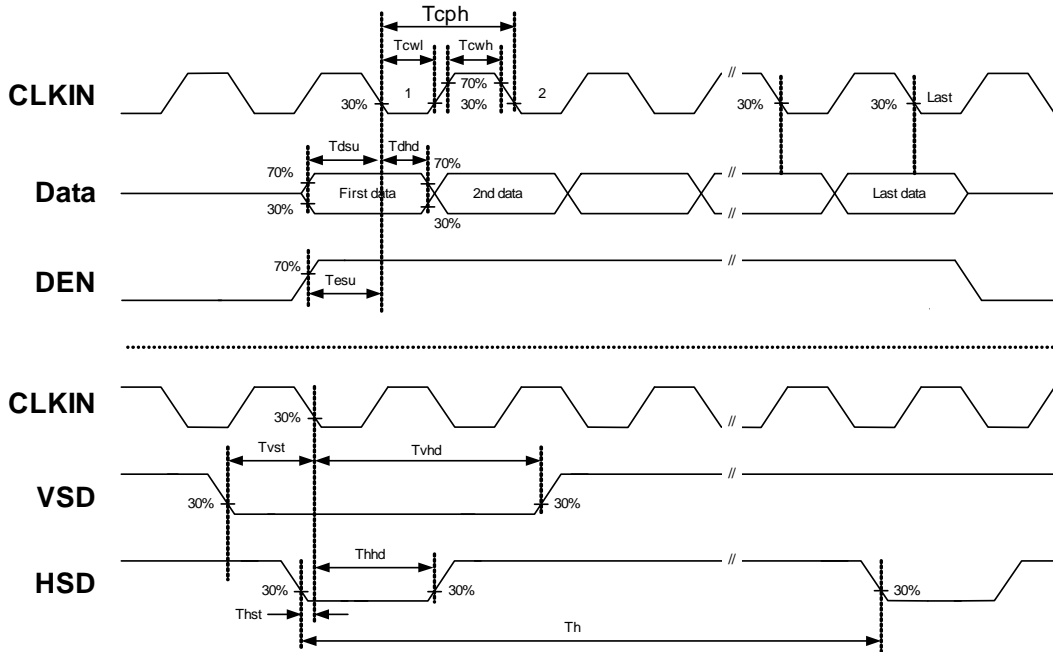 Tcph
Tcwl Tcwh
CLKIN 30% 1 70% 30% 2 // 30% 30% Last
Tdsu Tdhd
70% 70%
Data First data 2nd data Last data
30% 30% //
70% //
DEN Tesu
CLKIN 30% //
Tvst Tvhd
//
VSD 30% 30%
Thhd //
HSD 30% 30% 30%
Thst
Th